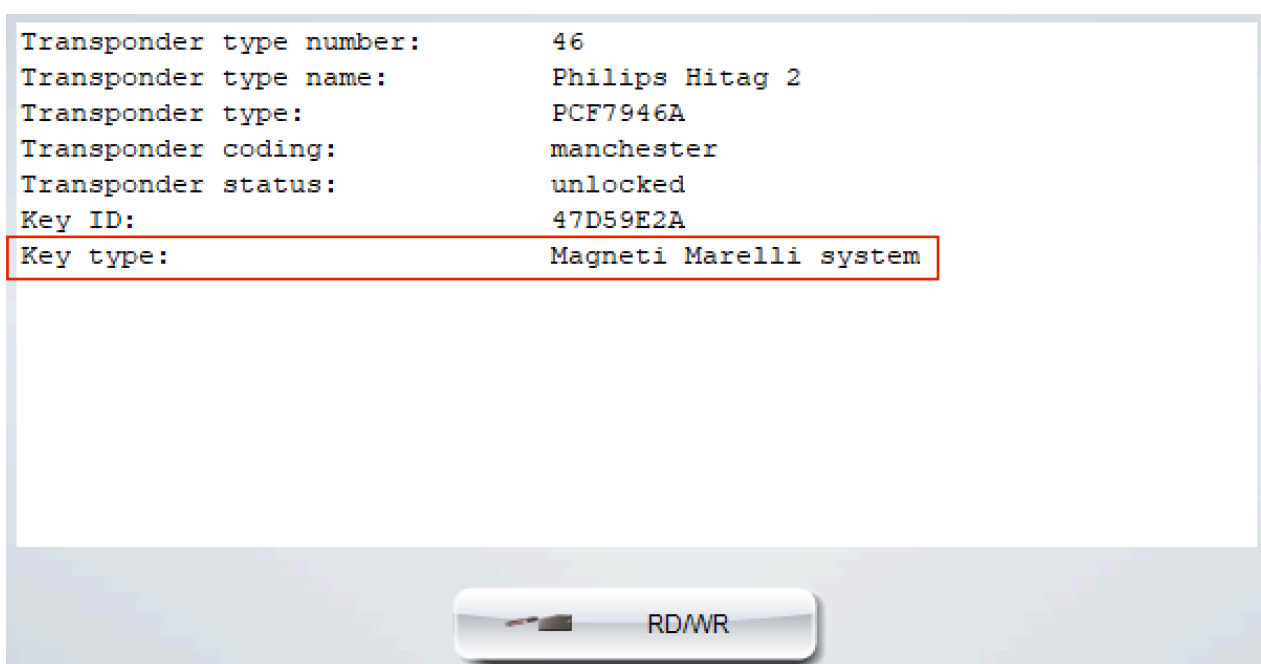 Transponder type number: 46
Transponder type name: Philips Hitag 2
Transponder type: PCF7946A
Transponder coding: manchester
Transponder status: unlocked
Key ID: 47D59E2A
Key type: Magneti Marelli system
RD/WR